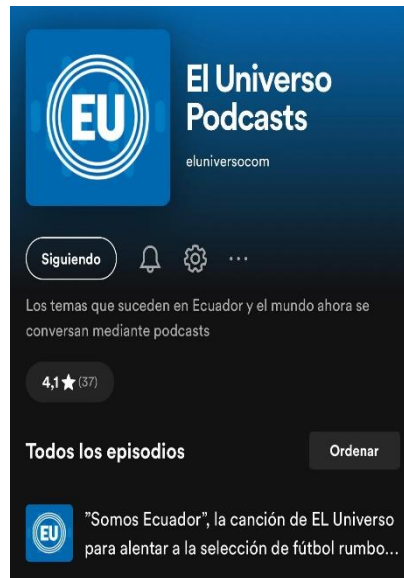 EU
El Universo
Podcasts
eluniversocom
Siguiendo
Los temas que suceden en Ecuador y el mundo ahora se
conversan mediante podcasts
4,1★ (37)
Todos los episodios
Ordenar
EU
"Somos Ecuador”, la canción de EL Universo
para alentar a la selección de fútbol rumbo...